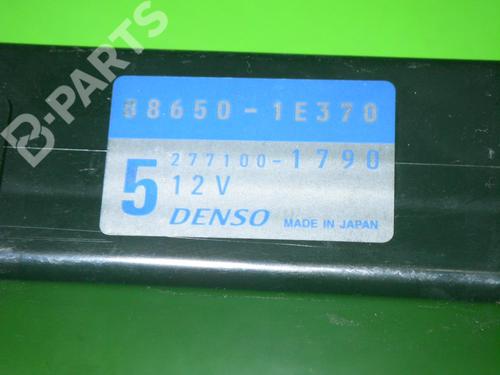 B-PARTS
88650-1E370
5
277100-1790
12V
DENSO MADE IN JAPAN